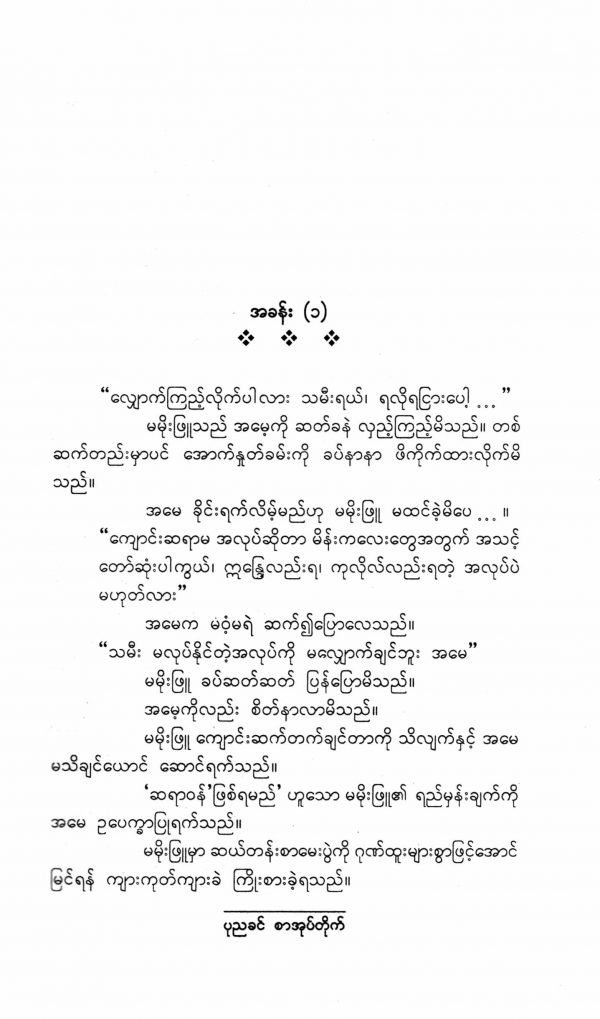 အခန်း (၁)
“လျှောက်ကြည့်လိုက်ပါလား သမီးရယ်၊ ရလိုရငြားပေါ့ ...”
မမိုးဖြူသည် အမေ့ကို ဆတ်ခနဲ လှည့်ကြည့်မိသည်။ တစ်
ဆက်တည်းမှာပင် အောက်နှုတ်ခမ်းကို ခပ်နာနာ ဖိကိုက်ထားလိုက်မိ
သည်။
အမေ ခိုင်းရက်လိမ့်မည်ဟု မမိုးဖြူ မထင်ခဲ့မိပေ ... ။
“ကျောင်းဆရာမ အလုပ်ဆိုတာ မိန်းကလေးတွေအတွက် အသင့်
တော်ဆုံးပါကွယ်၊ ဣန္ဒြေလည်းရ၊ ကုလိုလ်လည်းရတဲ့ အလုပ်ပဲ
မဟုတ်လား”
အမေက မဝံ့မရဲ ဆက်၍ပြောလေသည်။
“သမီး မလုပ်နိုင်တဲ့အလုပ်ကို မလျှောက်ချင်ဘူး အမေ”
မမိုးဖြူ ခပ်ဆတ်ဆတ် ပြန်ပြောမိသည်။
အမေ့ကိုလည်း စိတ်နာလာမိသည်။
မမိုးဖြူ ကျောင်းဆက်တက်ချင်တာကို သိလျက်နှင့် အမေ
မသိချင်ယောင် ဆောင်ရက်သည်။
‘ဆရာဝန်’ဖြစ်ရမည်’ ဟူသော မမိုးဖြူ၏ ရည်မှန်းချက်ကို
အမေ ဥပေက္ခာပြုရက်သည်။
မမိုးဖြူမှာ ဆယ်တန်းစာမေးပွဲကို ဂုဏ်ထူးများစွာဖြင့်အောင်
မြင်ရန် ကျားကုတ်ကျားခဲ ကြိုးစားခဲ့ရသည်။
ပုညခင် စာအုပ်တိုက်